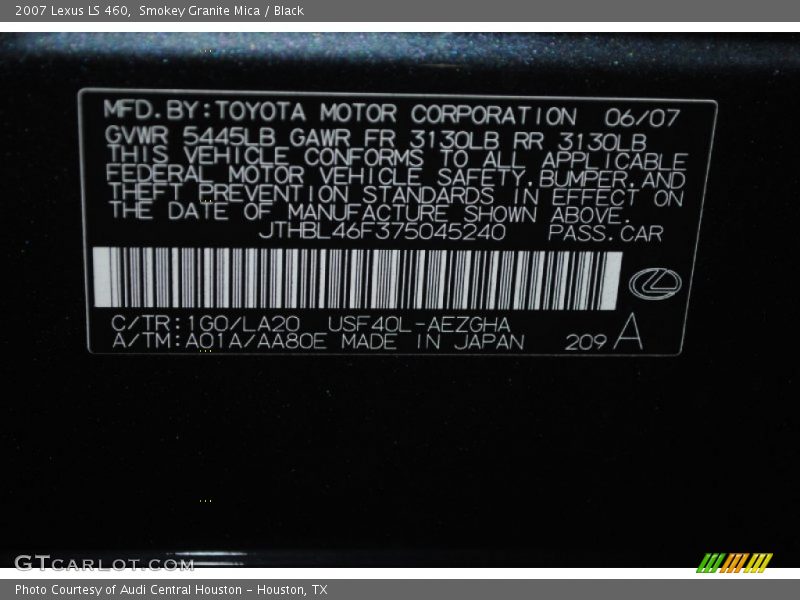 2007 Lexus LS 460,  Smokey Granite Mica / Black
MFD.BY:TOYOTA MOTOR CORPORATION 06/07
GVWR 5445LB GAWR FR 3130LB RR 3130LB
THIS VEHICLE CONFORMS TO ALL APPLICABLE
FEDERAL MOTOR VEHICLE SAFETY,BUMPER,AND
THEFT PREVENTION STANDARDS IN EFFECT ON
THE DATE OF MANUFACTURE SHOWN ABOVE.
JTHBL46F375045240 PASS.CAR
C/TR:1G0/LA20 USF40L-AEZGHA
A/TM:A01A/AA80E MADE IN JAPAN 209 A
GTCARLOT.COM
Photo Courtesy of Audi Central Houston - Houston, TX